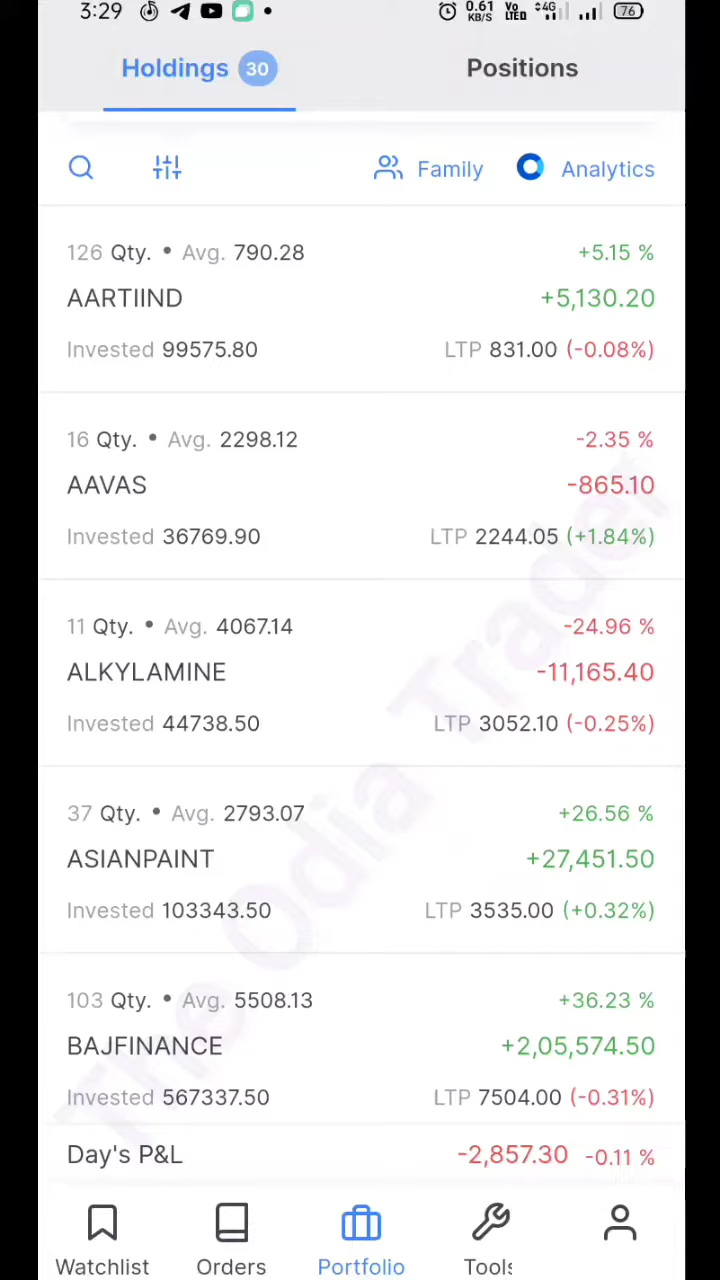 3:29 0.61 KB/S Vo LTED 4G 76
Holdings 30 Positions
Family Analytics
126 Qty. • Avg. 790.28 +5.15 %
AARTIIND +5,130.20
Invested 99575.80 LTP 831.00 (-0.08%)
16 Qty. • Avg. 2298.12 -2.35 %
AAVAS -865.10
Invested 36769.90 LTP 2244.05 (+1.84%)
11 Qty. • Avg. 4067.14 -24.96 %
ALKYLAMINE -11,165.40
Invested 44738.50 LTP 3052.10 (-0.25%)
37 Qty. • Avg. 2793.07 +26.56 %
ASIANPAINT +27,451.50
Invested 103343.50 LTP 3535.00 (+0.32%)
103 Qty. • Avg. 5508.13 +36.23 %
BAJFINANCE +2,05,574.50
Invested 567337.50 LTP 7504.00 (-0.31%)
Day's P&L -2,857.30 -0.11 %
Watchlist Orders Portfolio Tools
The Odia Trader